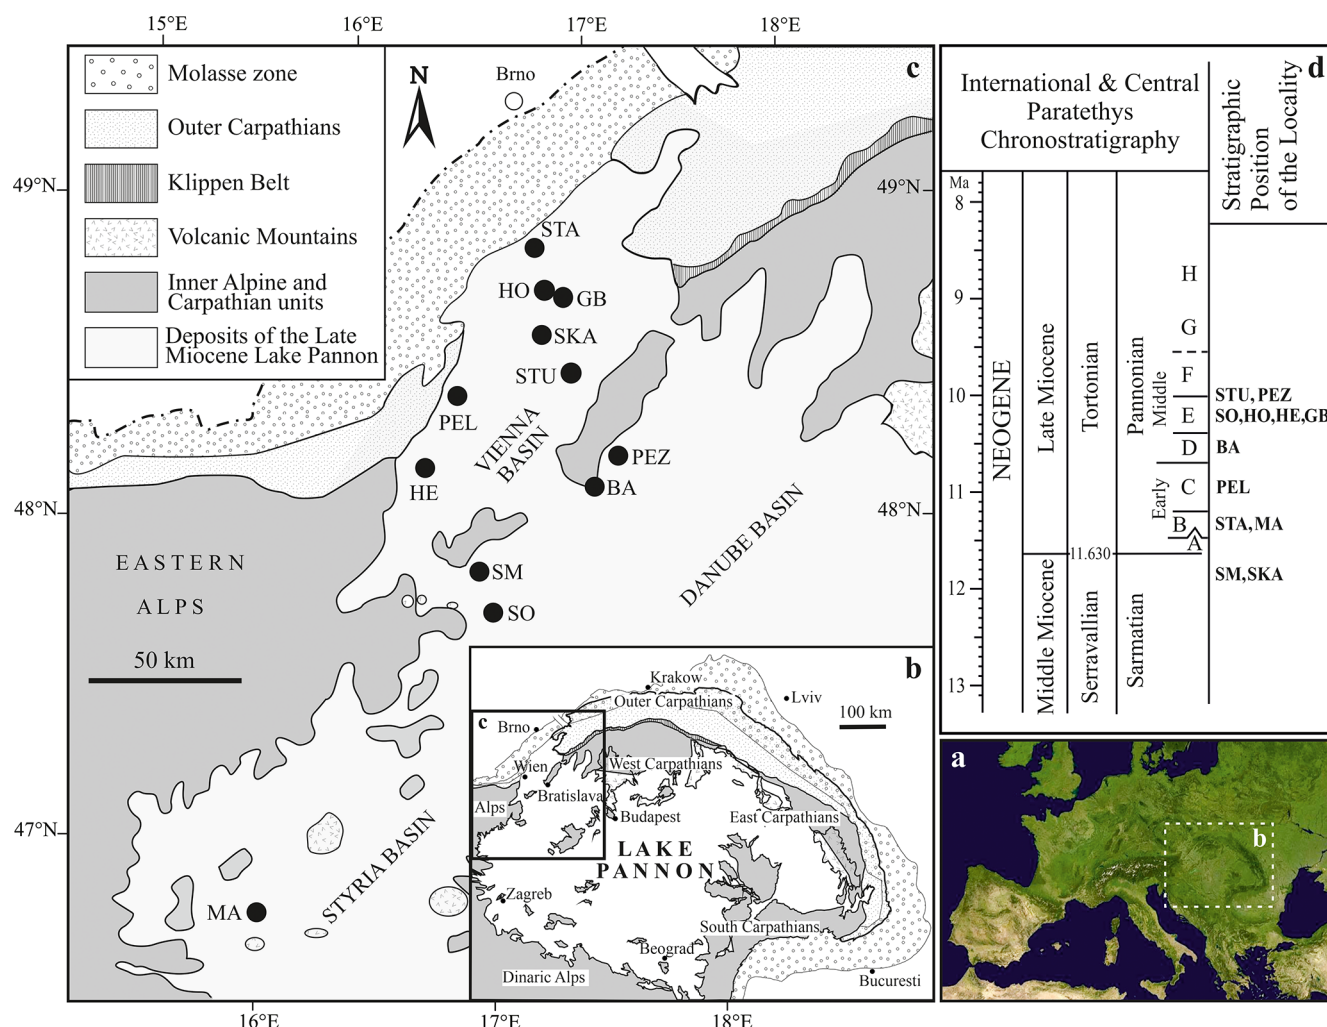 15°E
16°E
17°E
18°E
Molasse zone
Outer Carpathians
Klippen Belt
Volcanic Mountains
Inner Alpine and
Carpathian units
Deposits of the Late
Miocene Lake Pannon
N
Brno
c
49°N
49°N
STA
HO
GB
SKA
STU
PEL
VIENNA
BASIN
PEZ
HE
BA
48°N
48°N
DANUBE BASIN
EASTERN
ALPS
SM
SO
50 km
47°N
STYRIA BASIN
MA
16°E
17°E
18°E
b
Krakow
Lviv
Outer Carpathians
100 km
c
Brno
Wien
West Carpathians
Alps
Bratislava
Budapest
East Carpathians
LAKE
PANNON
Zagreb
South Carpathians
Beograd
Dinaric Alps
Bucuresti
d
International & Central
Paratethys
Chronostratigraphy
Stratigraphic
Position
of the Locality
Ma
8
9
10
11
12
13
NEOGENE
Late Miocene
Middle Miocene
Tortonian
Serravallian
Pannonian
Sarmatian
Middle
Early
11.630
H
G
F
E
D
C
B
A
STU, PEZ
SO,HO,HE,GB
BA
PEL
STA, MA
SM,SKA
a
b